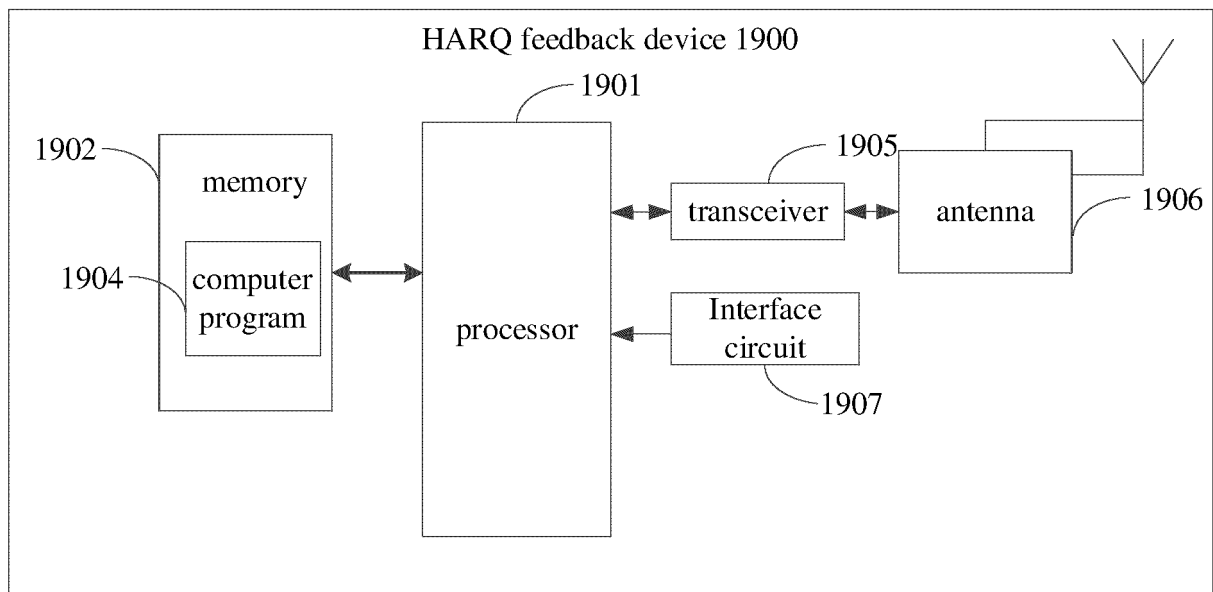 HARQ feedback device 1900
1901
1902
memory
1904
computer
program
processor
1905
transceiver
antenna
1906
Interface
circuit
1907